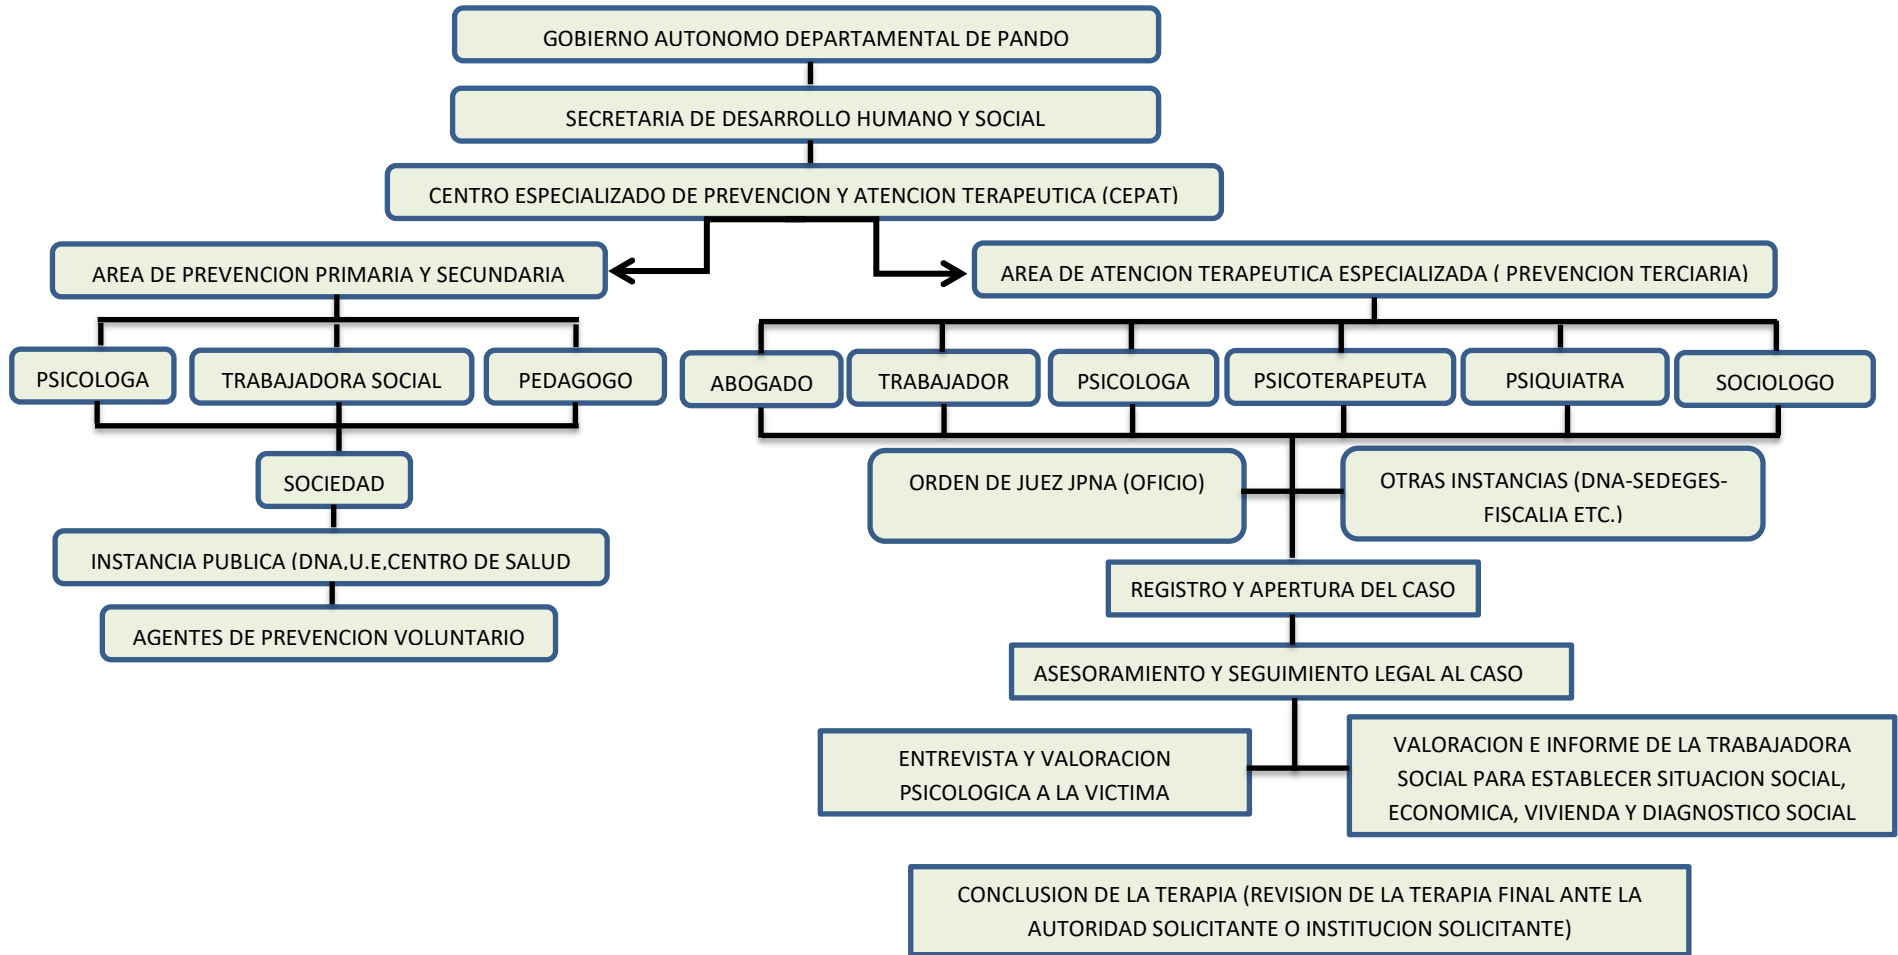 GOBIERNO AUTONOMO DEPARTAMENTAL DE PANDO
SECRETARIA DE DESARROLLO HUMANO Y SOCIAL
CENTRO ESPECIALIZADO DE PREVENCION Y ATENCION TERAPEUTICA (CEPAT)
AREA DE PREVENCION PRIMARIA Y SECUNDARIA
AREA DE ATENCION TERAPEUTICA ESPECIALIZADA ( PREVENCION TERCIARIA)
PSICOLOGA
TRABAJADORA SOCIAL
PEDAGOGO
ABOGADO
TRABAJADOR
PSICOLOGA
PSICOTERAPEUTA
PSIQUIATRA
SOCIOLOGO
SOCIEDAD
INSTANCIA PUBLICA (DNA,U.E,CENTRO DE SALUD
AGENTES DE PREVENCION VOLUNTARIO
ORDEN DE JUEZ JPNA (OFICIO)
OTRAS INSTANCIAS (DNA-SEDEGES-
FISCALIA ETC.)
REGISTRO Y APERTURA DEL CASO
ASESORAMIENTO Y SEGUIMIENTO LEGAL AL CASO
ENTREVISTA Y VALORACION
PSICOLOGICA A LA VICTIMA
VALORACION E INFORME DE LA TRABAJADORA
SOCIAL PARA ESTABLECER SITUACION SOCIAL,
ECONOMICA, VIVIENDA Y DIAGNOSTICO SOCIAL
CONCLUSION DE LA TERAPIA (REVISION DE LA TERAPIA FINAL ANTE LA
AUTORIDAD SOLICITANTE O INSTITUCION SOLICITANTE)